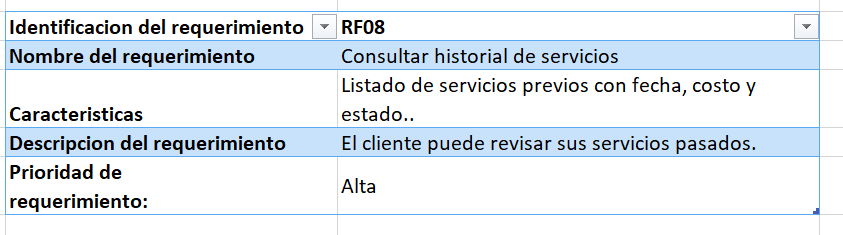 Identificacion del requerimiento RF08
Nombre del requerimiento Consultar historial de servicios
Listado de servicios previos con fecha, costo y
Caracteristicas estado..
Descripcion del requerimiento El cliente puede revisar sus servicios pasados.
Prioridad de
requerimiento: Alta